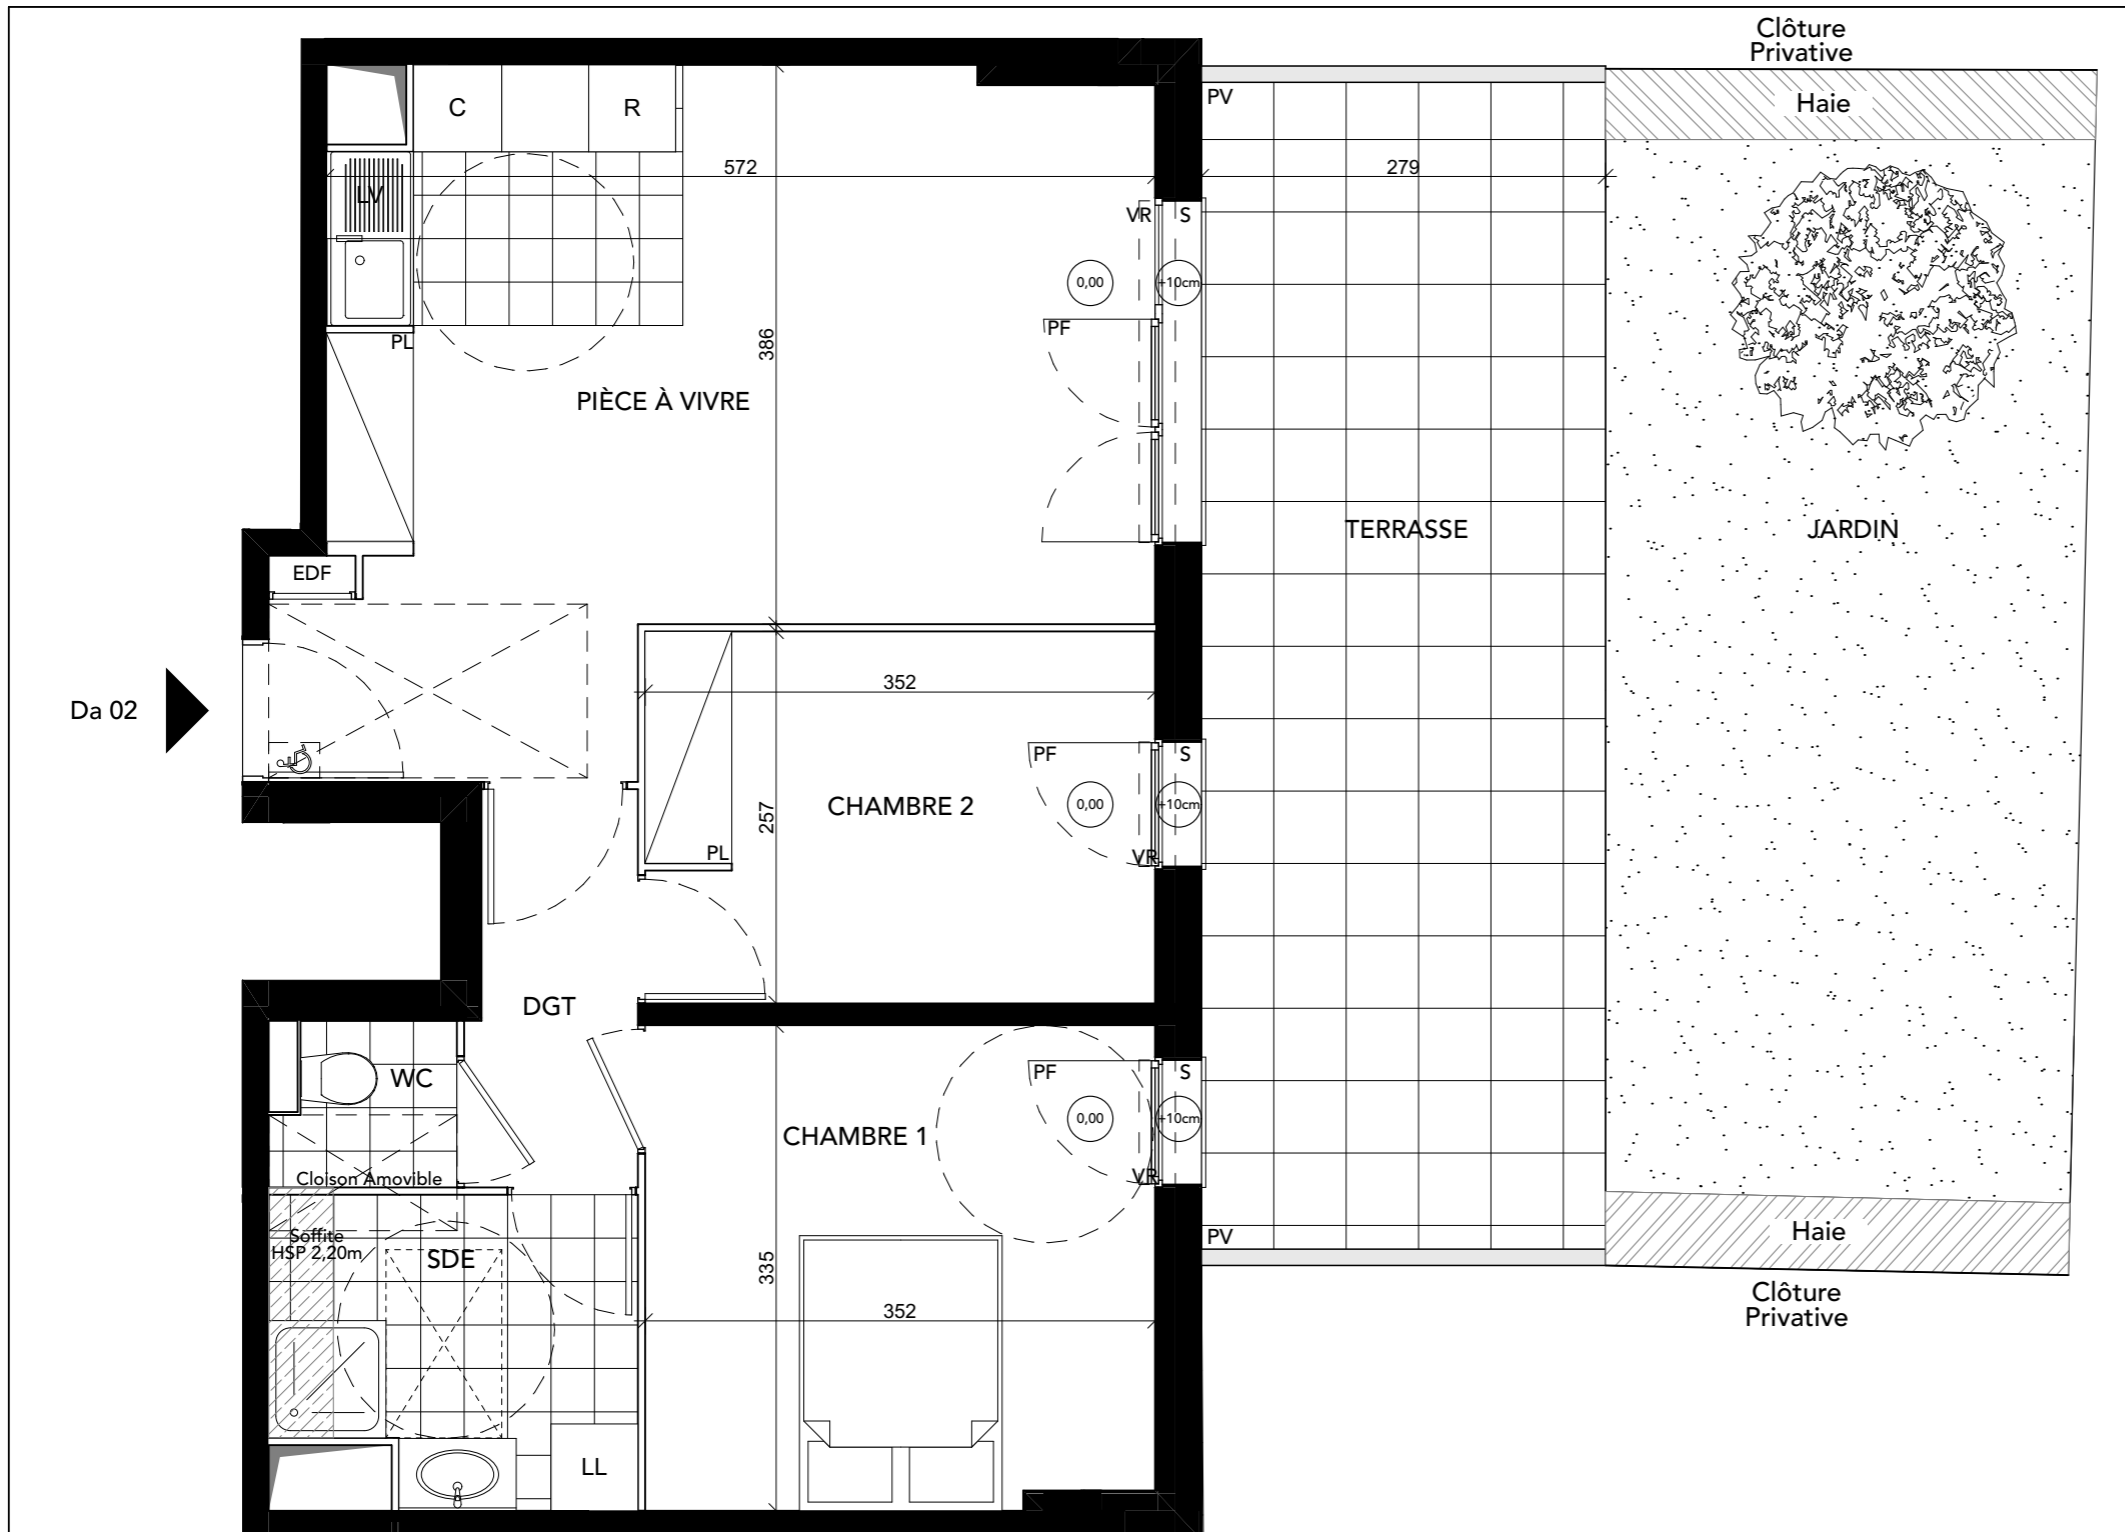 Clôture
Privative
Haie
PV
C
R
572
279
LV
VR
S
0,00
+10cm
PF
PL
386
PIÈCE À VIVRE
TERRASSE
JARDIN
EDF
352
Da 02
PF
S
0,00
+10cm
CHAMBRE 2
257
PL
VR
DGT
WC
PF
S
0,00
+10cm
CHAMBRE 1
VR
Cloison Amovible
Soffite
HSP 2,20m
SDE
335
352
PV
Haie
Clôture
Privative
LL